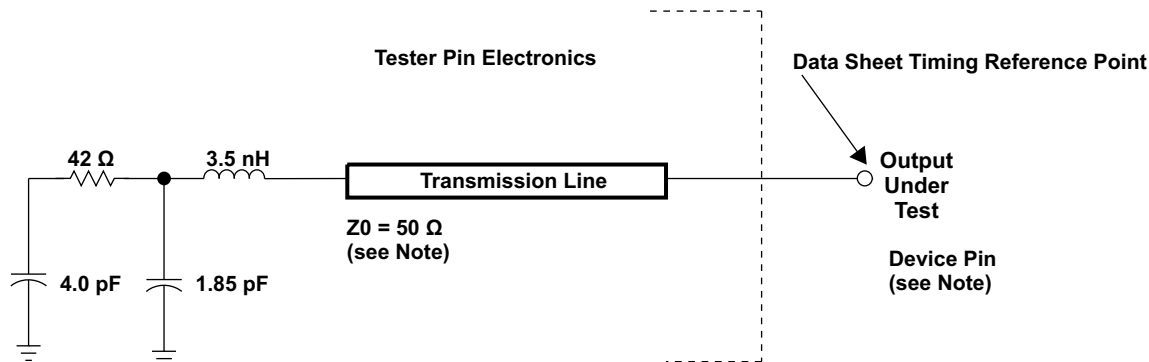 Tester Pin Electronics
Data Sheet Timing Reference Point
42 Ω
3.5 nH
Transmission Line
Output
Under
Test
Z0 = 50 Ω
(see Note)
Device Pin
(see Note)
4.0 pF
1.85 pF